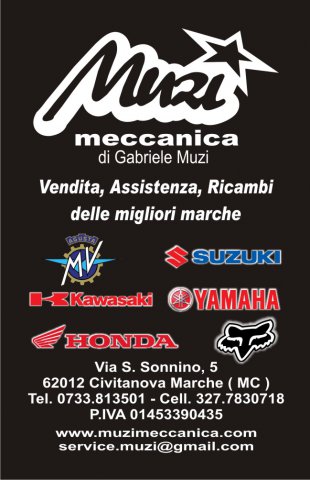 Muzi
meccanica
di Gabriele Muzi
Vendita, Assistenza, Ricambi
delle migliori marche
AGUSTA
MV
SUZUKI
Kawasaki
YAMAHA
HONDA
Via S. Sonnino, 5
62012 Civitanova Marche ( MC )
Tel. 0733.813501 - Cell. 327.7830718
P.IVA 01453390435
www.muzimeccanica.com
service.muzi@gmail.com